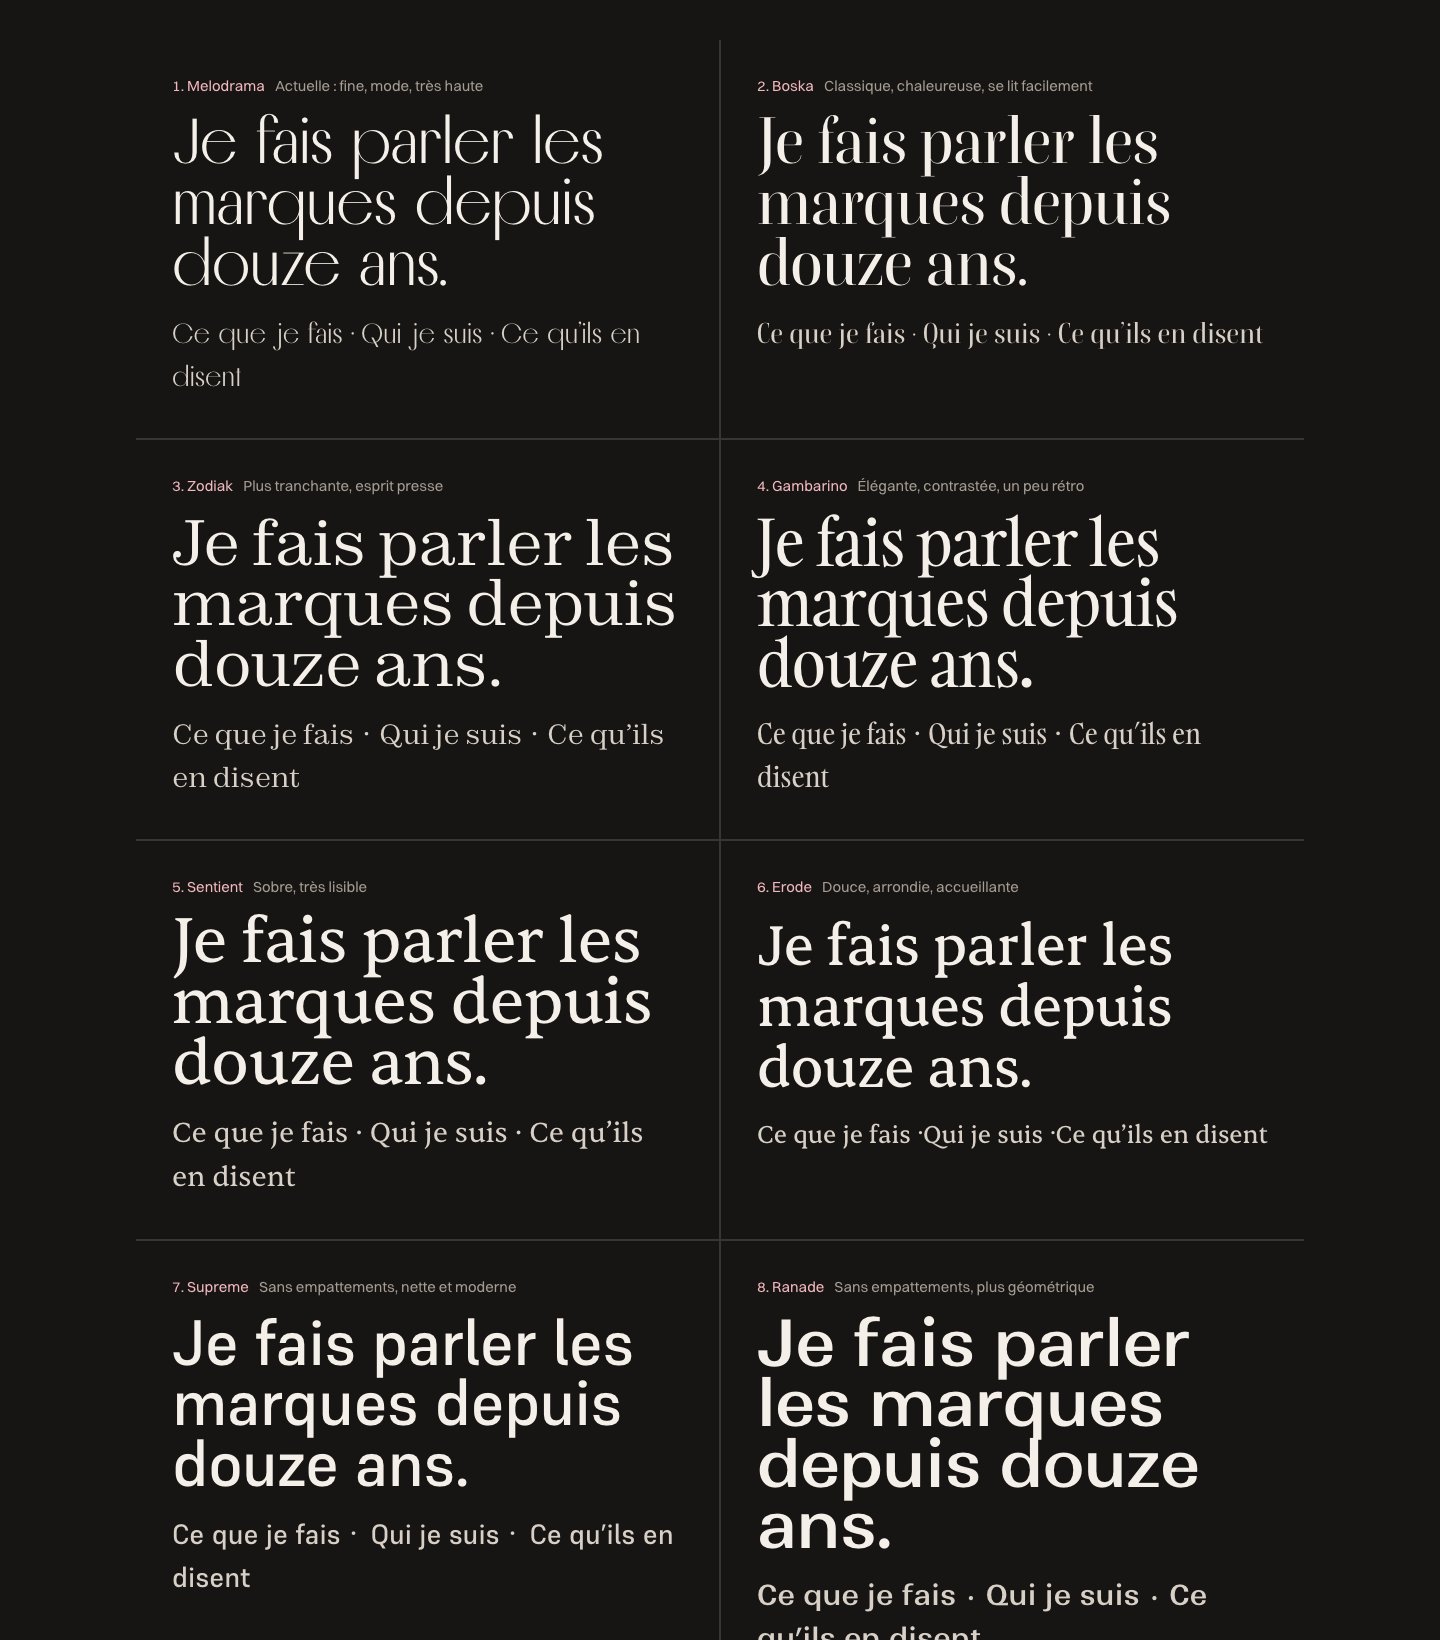 1. Melodrama Actuelle : fine, mode, très haute
Je fais parler les
marques depuis
douze ans.
Ce que je fais · Qui je suis · Ce qu’ils en
disent
2. Boska Classique, chaleureuse, se lit facilement
Je fais parler les
marques depuis
douze ans.
Ce que je fais · Qui je suis · Ce qu’ils en disent
3. Zodiak Plus tranchante, esprit presse
Je fais parler les
marques depuis
douze ans.
Ce que je fais · Qui je suis · Ce qu’ils
en disent
4. Gambarino Élégante, contrastée, un peu rétro
Je fais parler les
marques depuis
douze ans.
Ce que je fais · Qui je suis · Ce qu’ils en
disent
5. Sentient Sobre, très lisible
Je fais parler les
marques depuis
douze ans.
Ce que je fais · Qui je suis · Ce qu’ils
en disent
6. Erode Douce, arrondie, accueillante
Je fais parler les
marques depuis
douze ans.
Ce que je fais · Qui je suis · Ce qu’ils en disent
7. Supreme Sans empattements, nette et moderne
Je fais parler les
marques depuis
douze ans.
Ce que je fais · Qui je suis · Ce qu’ils en
disent
8. Ranade Sans empattements, plus géométrique
Je fais parler
les marques
depuis douze
ans.
Ce que je fais · Qui je suis · Ce
qu’ils en disent